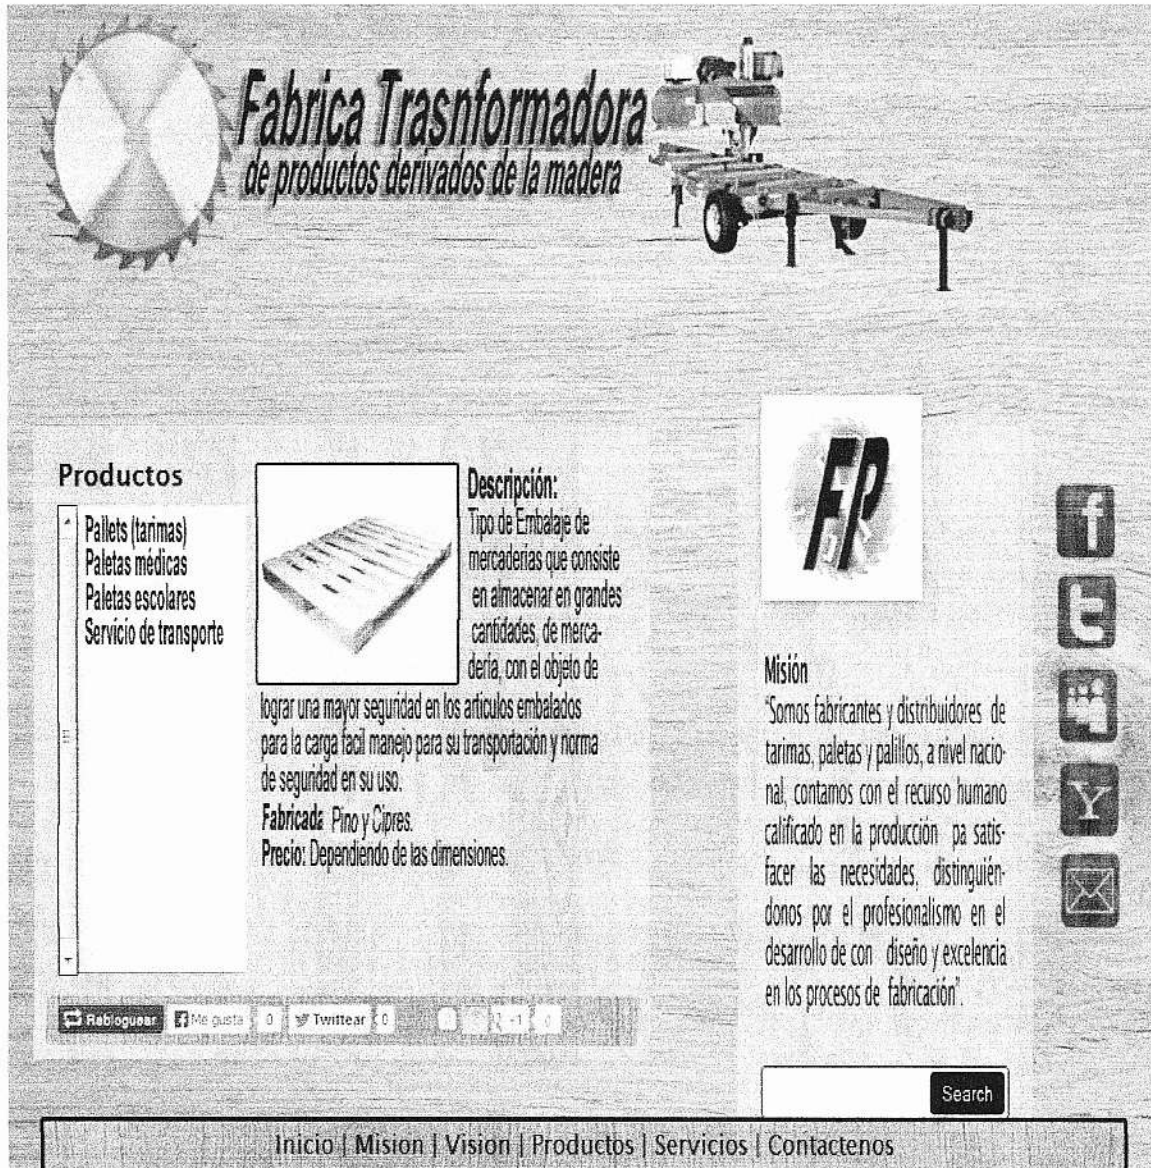 Fabrica Trasnformadora
de productos derivados de la madera
Productos
Pallets (tarimas)
Paletas médicas
Paletas escolares
Servicio de transporte
Descripción:
Tipo de Embalaje de
mercaderías que consiste
en almacenar en grandes
cantidades, de merca-
dería, con el objeto de
lograr una mayor seguridad en los articulos embalados
para la carga facil manejo para su transportación y norma
de seguridad en su uso.
Fabricada: Pino y Cipres.
Precio: Dependiendo de las dimensiones.
Rebloguear Me gusta 0 Twittear 0 +1 0
FP
Misión
“Somos fabricantes y distribuidores de
tarimas, paletas y palillos, a nivel nacio-
nal, contamos con el recurso humano
calificado en la producción pa satis-
facer las necesidades, distinguién-
donos por el profesionalismo en el
desarrollo de con diseño y excelencia
en los procesos de fabricación”.
f
t
Y
Search
Inicio | Mision | Vision | Productos | Servicios | Contactenos